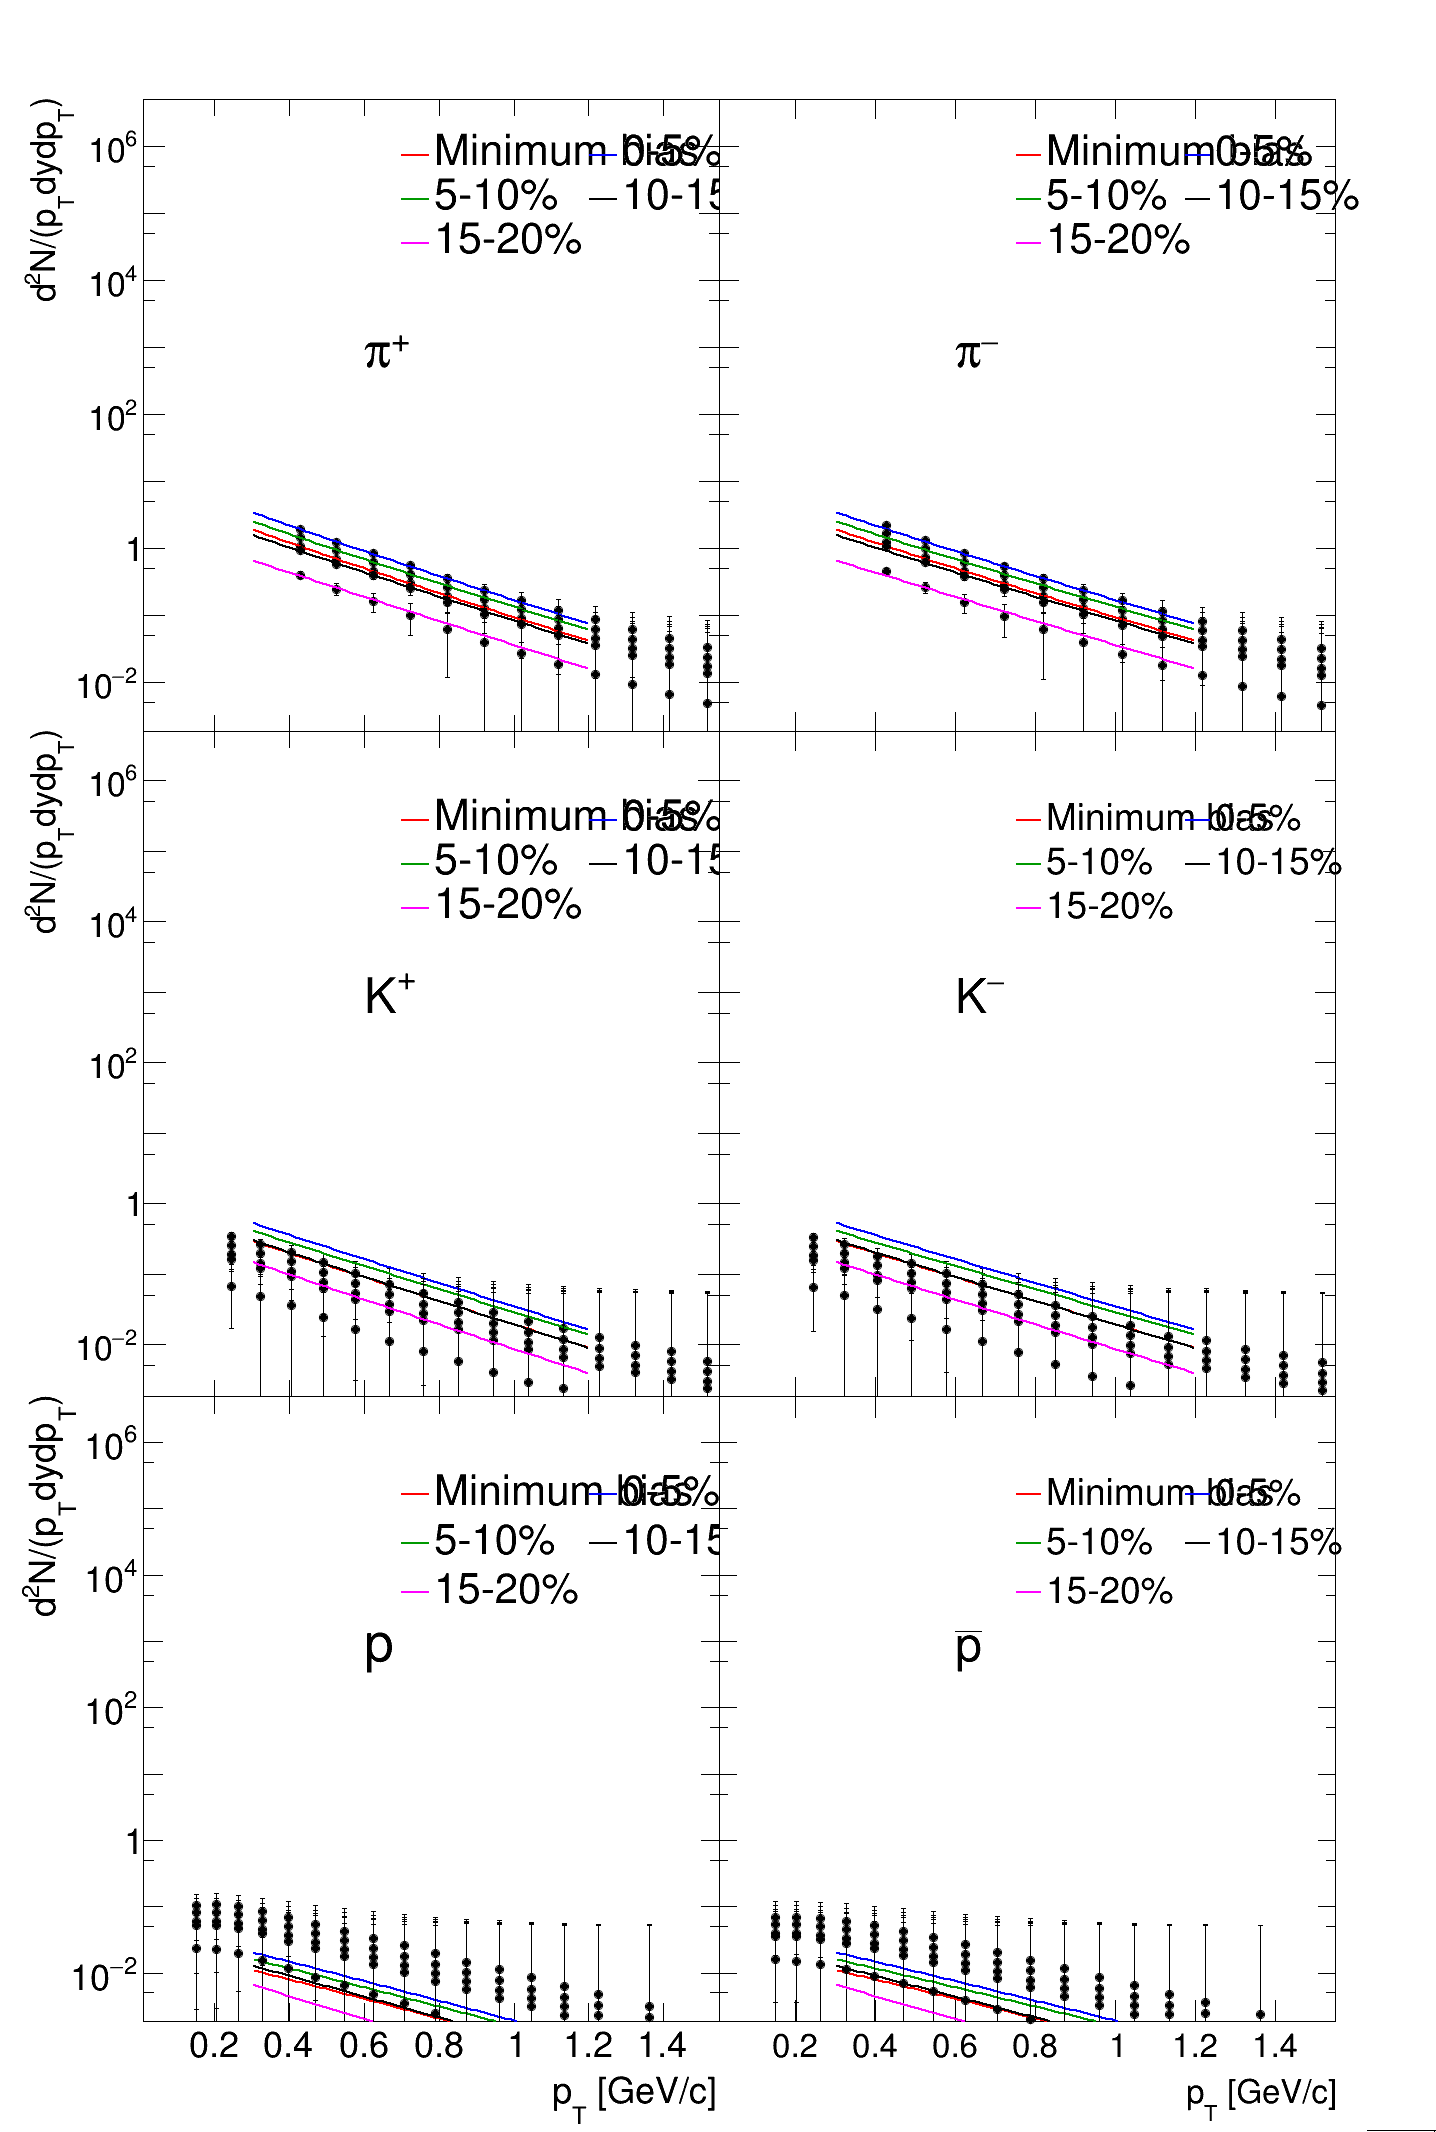 d²N/(p_T dydp_T)
10⁶
10⁴
10²
1
10⁻²
Minimum bias 0-5%
5-10% 10-15
15-20%
π⁺
Minimum bias 0-5%
5-10% 10-15%
15-20%
π⁻
d²N/(p_T dydp_T)
10⁶
10⁴
10²
1
10⁻²
Minimum bias 0-5%
5-10% 10-15
15-20%
K⁺
Minimum bias 0-5%
5-10% 10-15%
15-20%
K⁻
d²N/(p_T dydp_T)
10⁶
10⁴
10²
1
10⁻²
Minimum bias 0-5%
5-10% 10-15
15-20%
p
Minimum bias 0-5%
5-10% 10-15%
15-20%
p̅
0.2 0.4 0.6 0.8 1 1.2 1.4
0.2 0.4 0.6 0.8 1 1.2 1.4
p_T [GeV/c]
p_T [GeV/c]